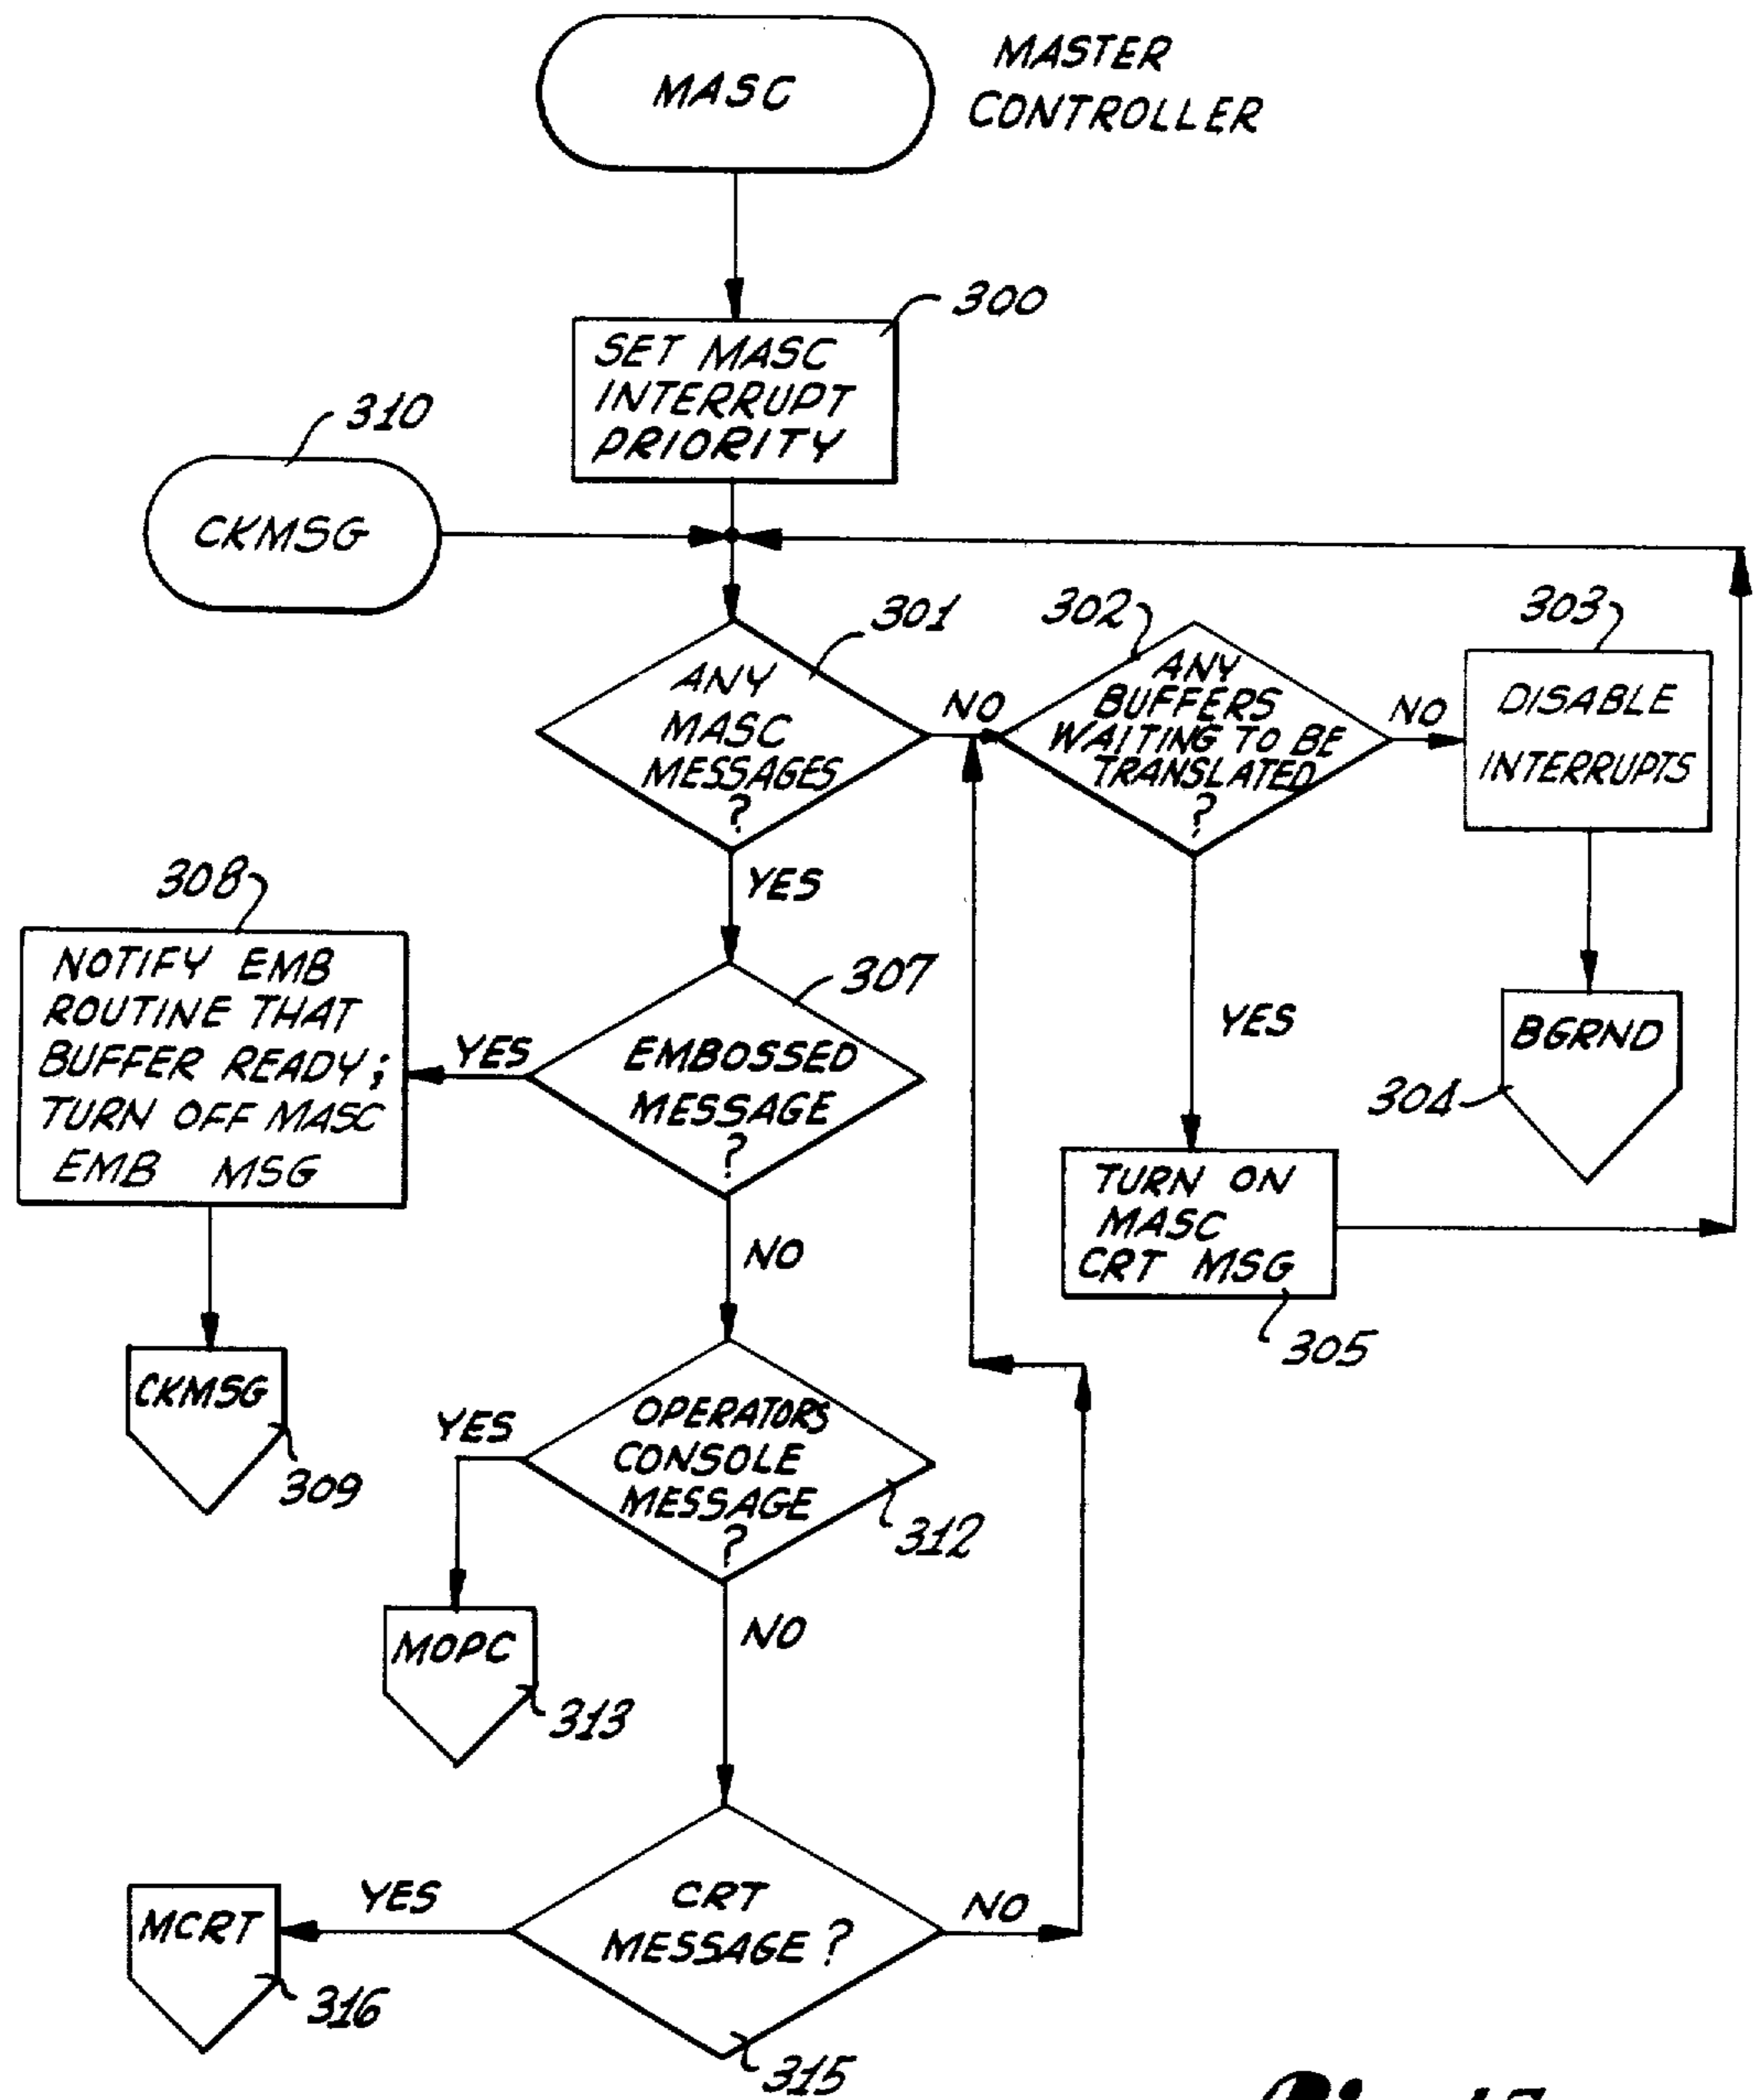 MASC
MASTER
CONTROLLER
300
SET MASC
INTERRUPT
PRIORITY
310
CKMSG
301
ANY
MASC
MESSAGES
?
NO
302
ANY
BUFFERS
WAITING TO BE
TRANSLATED
?
NO
303
DISABLE
INTERRUPTS
YES
308
NOTIFY EMB
ROUTINE THAT
BUFFER READY;
TURN OFF MASC
EMB MSG
YES
307
EMBOSSED
MESSAGE
?
YES
BGRND
304
TURN ON
MASC
CRT MSG
305
NO
CKMSG
309
YES
OPERATORS
CONSOLE
MESSAGE
?
312
MOPC
313
NO
MCRT
316
YES
CRT
MESSAGE ?
NO
315